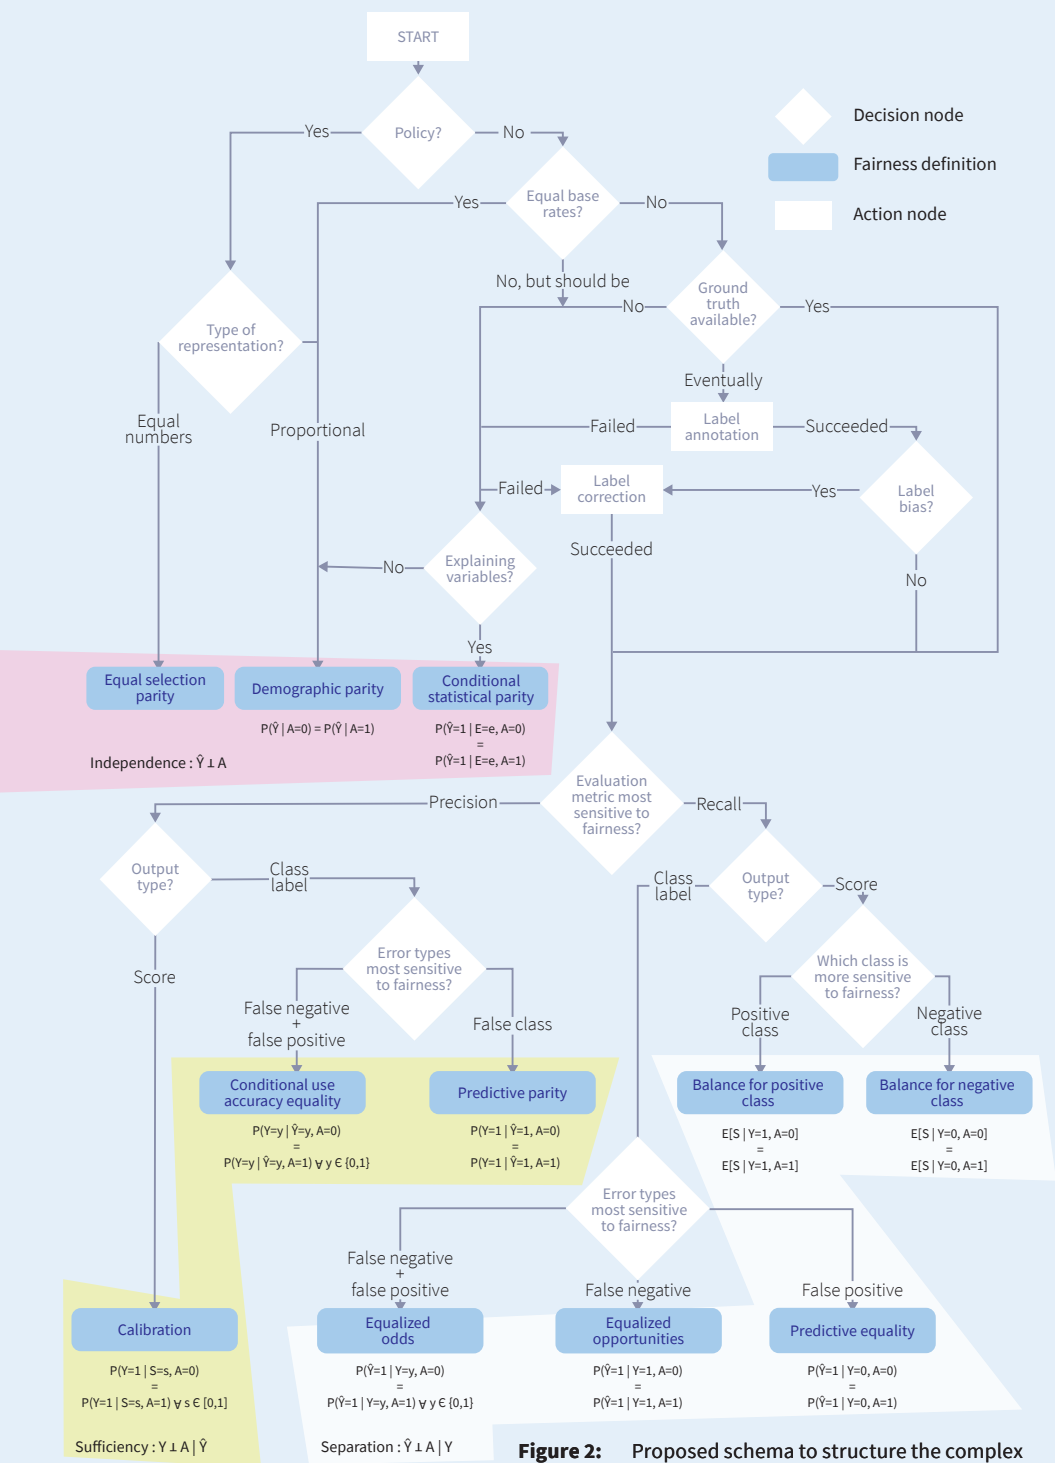 START
Policy?
Yes
No
Decision node
Fairness definition
Action node
Equal base
rates?
Yes
No
No, but should be
Ground
truth
available?
No
Yes
Type of
representation?
Eventually
Equal
numbers
Proportional
Label
annotation
Failed
Succeeded
Label
correction
Failed
Yes
Label
bias?
Succeeded
Explaining
variables?
No
No
Yes
Equal selection
parity
Demographic parity
P(Ŷ | A=0) = P(Ŷ | A=1)
Conditional
statistical parity
P(Ŷ=1 | E=e, A=0)
=
P(Ŷ=1 | E=e, A=1)
Independence : Ŷ ⊥ A
Evaluation
metric most
sensitive to
fairness?
Precision
Recall
Output
type?
Class
label
Score
Error types
most sensitive
to fairness?
False negative
+
false positive
False class
Output
type?
Class
label
Score
Which class is
more sensitive
to fairness?
Positive
class
Negative
class
Conditional use
accuracy equality
P(Y=y | Ŷ=y, A=0)
=
P(Y=y | Ŷ=y, A=1) ∀ y ∈ {0,1}
Predictive parity
P(Y=1 | Ŷ=1, A=0)
=
P(Y=1 | Ŷ=1, A=1)
Balance for positive
class
E[S | Y=1, A=0]
=
E[S | Y=1, A=1]
Balance for negative
class
E[S | Y=0, A=0]
=
E[S | Y=0, A=1]
Error types
most sensitive
to fairness?
False negative
+
false positive
False negative
False positive
Calibration
P(Y=1 | S=s, A=0)
=
P(Y=1 | S=s, A=1) ∀ s ∈ [0,1]
Sufficiency : Y ⊥ A | Ŷ
Equalized
odds
P(Ŷ=1 | Y=y, A=0)
=
P(Ŷ=1 | Y=y, A=1) ∀ y ∈ {0,1}
Separation : Ŷ ⊥ A | Y
Equalized
opportunities
P(Ŷ=1 | Y=1, A=0)
=
P(Ŷ=1 | Y=1, A=1)
Predictive equality
P(Ŷ=1 | Y=0, A=0)
=
P(Ŷ=1 | Y=0, A=1)
Figure 2: Proposed schema to structure the complex